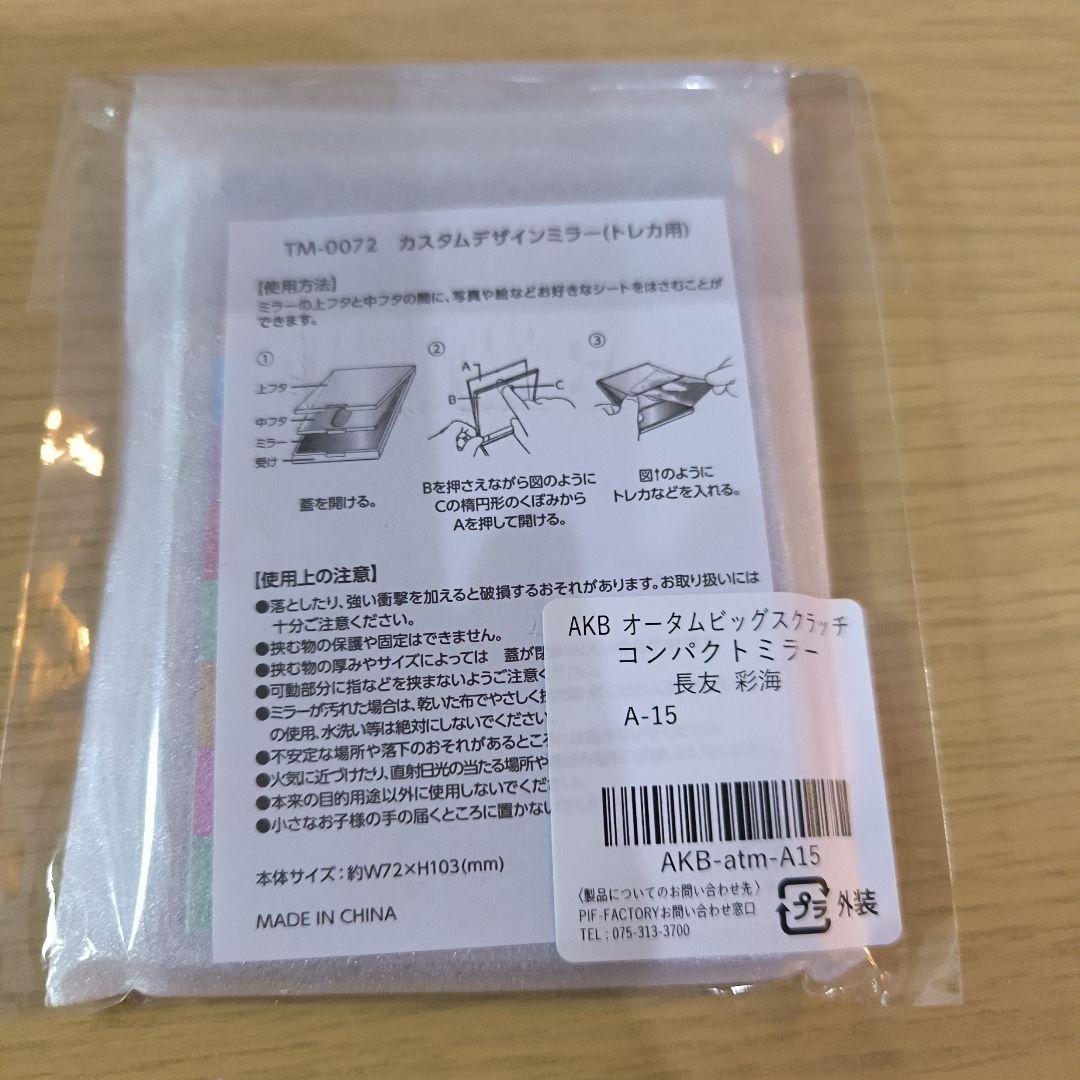 TM-0072 カスタムデザインミラー(トレカ用)
【使用方法】
ミラーの上フタと中フタの間に、写真や絵などお好きなシートをはさむことが
できます。
①
上フタ
中フタ
ミラー
受け
蓋を開ける。
②
A
B
C
Bを押さえながら図のように
Cの楕円形のくぼみから
Aを押して開ける。
③
図↑のように
トレカなどを入れる。
【使用上の注意】
●落としたり、強い衝撃を加えると破損するおそれがあります。お取り扱いには
十分ご注意ください。
●挟む物の保護や固定はできません。
●挟む物の厚みやサイズによっては 蓋が閉
●可動部分に指などを挟まないようご注意く
●ミラーが汚れた場合は、乾いた布でやさしく
の使用、水洗い等は絶対にしないでください
●不安定な場所や落下のおそれがあるとこ
●火気に近づけたり、直射日光の当たる場所や
●本来の目的用途以外に使用しないでくだ
●小さなお子様の手の届くところに置かない
本体サイズ：約W72×H103(mm)
MADE IN CHINA
AKB オータムビッグスクラッチ
コンパクトミラー
長友 彩海
A-15
AKB-atm-A15
〈製品についてのお問い合わせ先〉
PIF-FACTORYお問い合わせ窓口
TEL：075-313-3700
プラ 外装